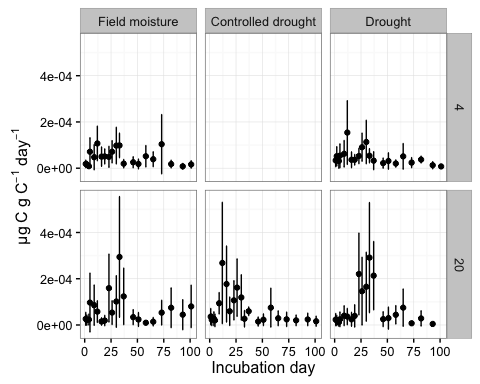 Field moisture Controlled drought Drought
4e-04
2e-04
0e+00
4
4e-04
2e-04
0e+00
20
µg C g C⁻¹ day⁻¹
0 25 50 75 100 0 25 50 75 100 0 25 50 75 100
Incubation day